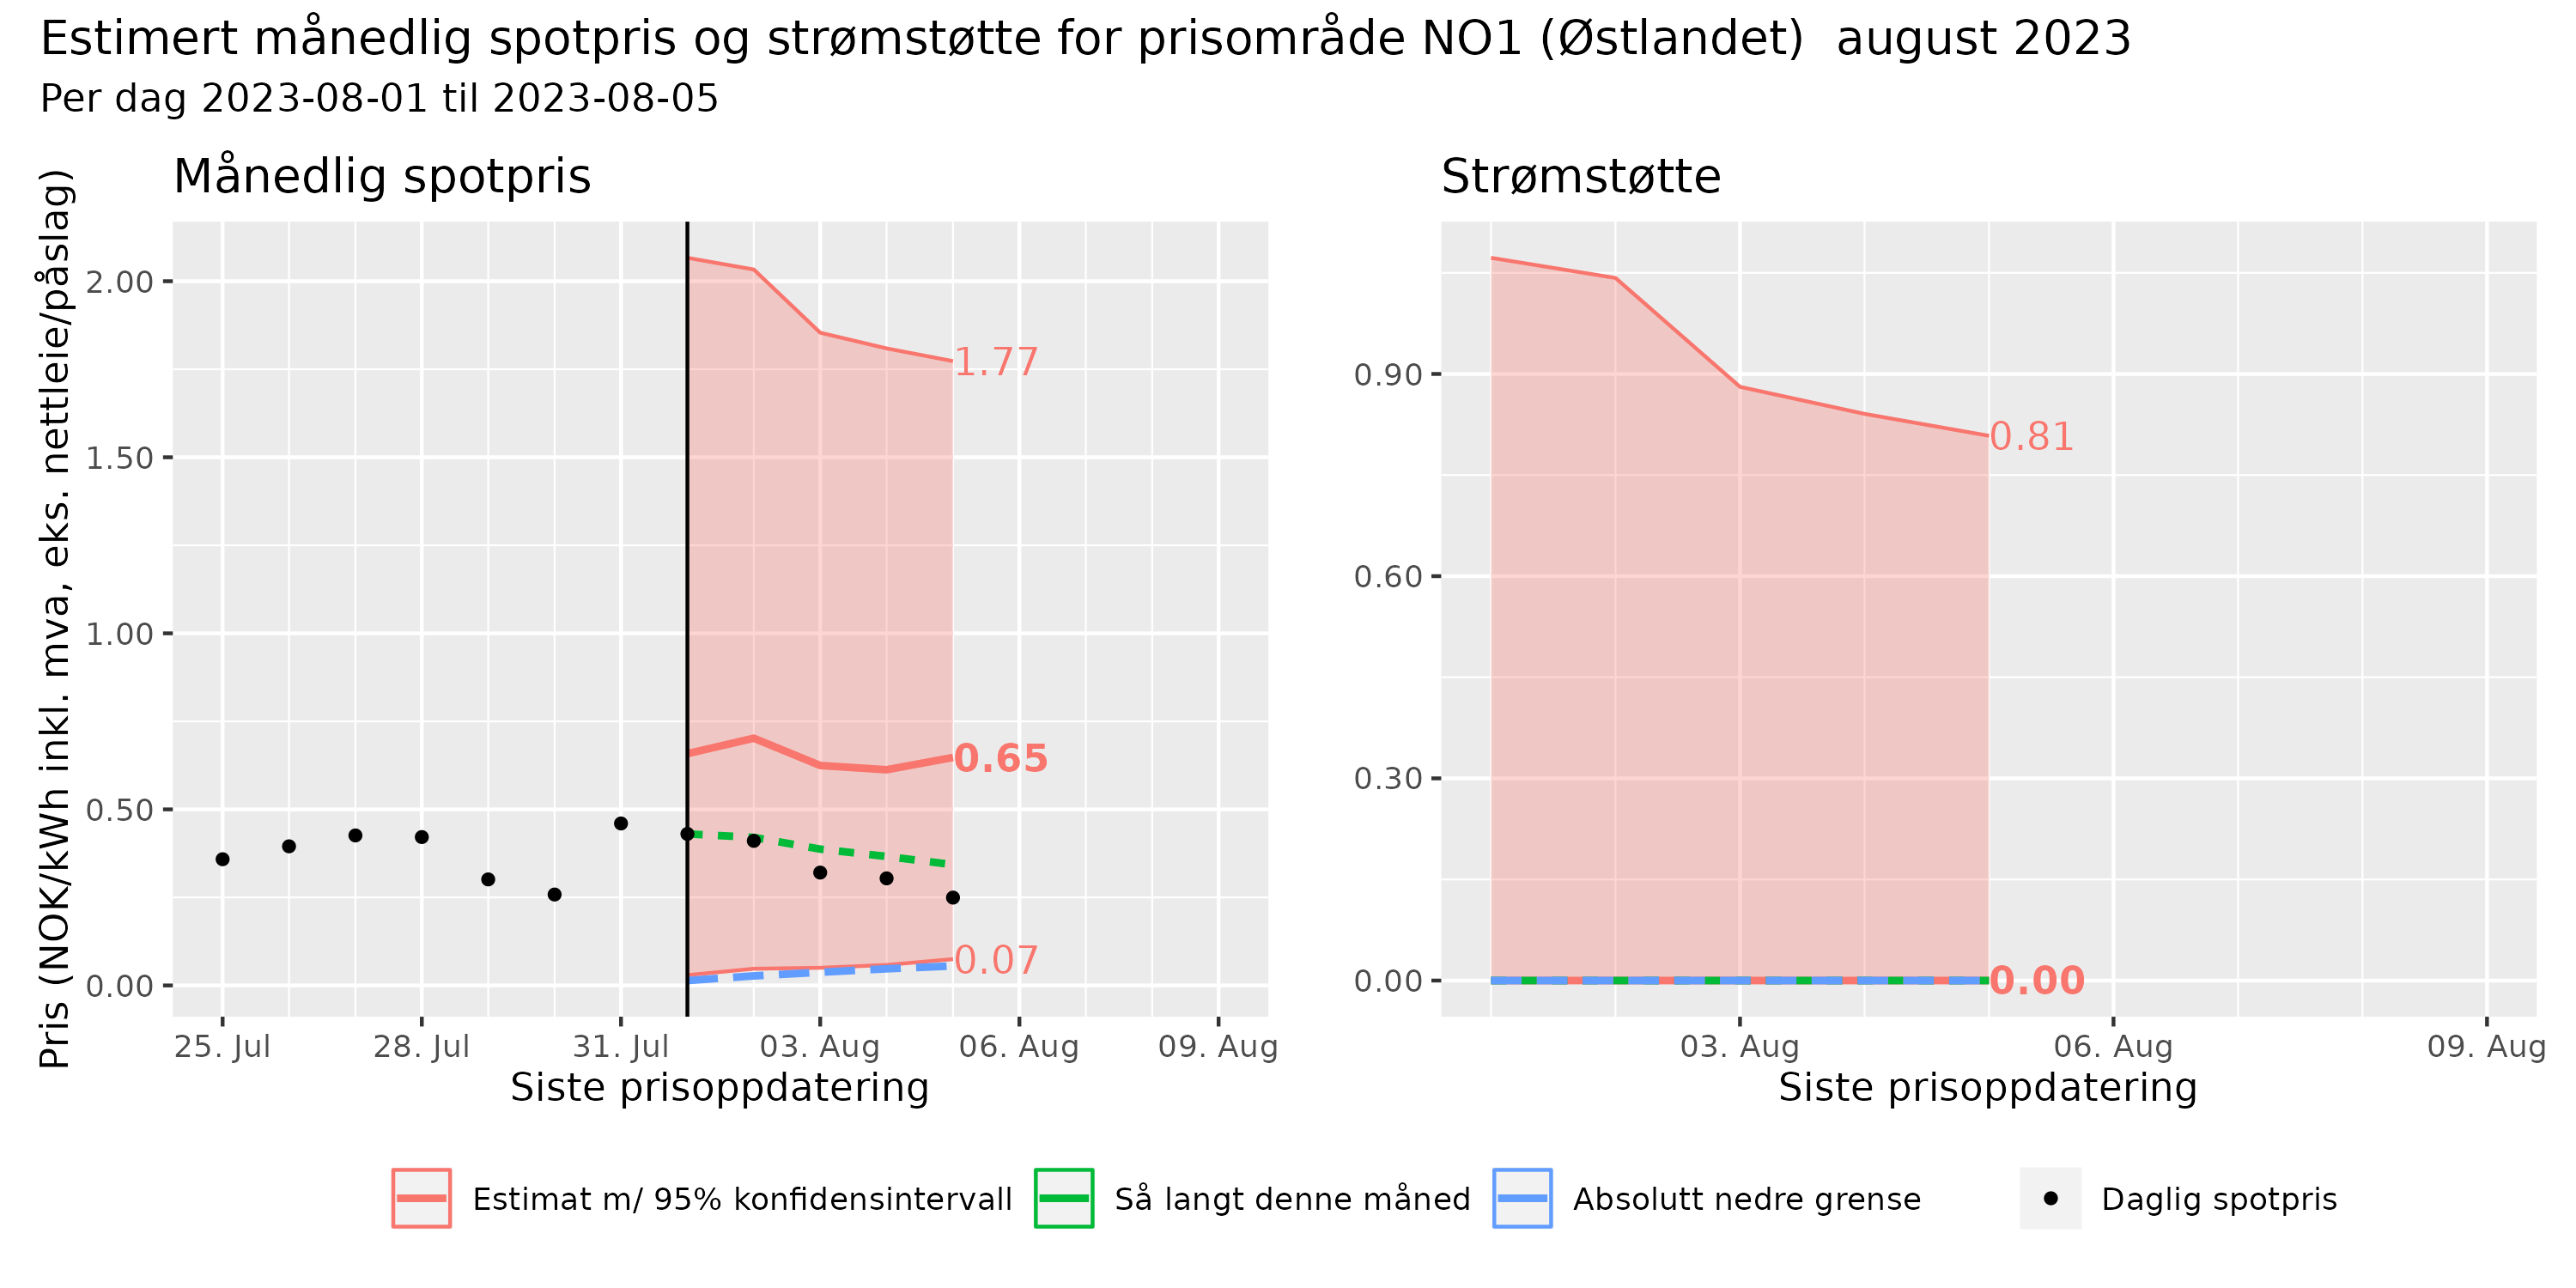 Estimert månedlig spotpris og strømstøtte for prisområde NO1 (Østlandet)  august 2023
Per dag 2023-08-01 til 2023-08-05
Månedlig spotpris
Pris (NOK/kWh inkl. mva, eks. nettleie/påslag)
2.00
1.50
1.00
0.50
0.00
1.77
0.65
0.07
25. Jul
28. Jul
31. Jul
03. Aug
06. Aug
09. Aug
Siste prisoppdatering
Strømstøtte
0.90
0.60
0.30
0.00
0.81
0.00
03. Aug
06. Aug
09. Aug
Siste prisoppdatering
Estimat m/ 95% konfidensintervall
Så langt denne måned
Absolutt nedre grense
Daglig spotpris